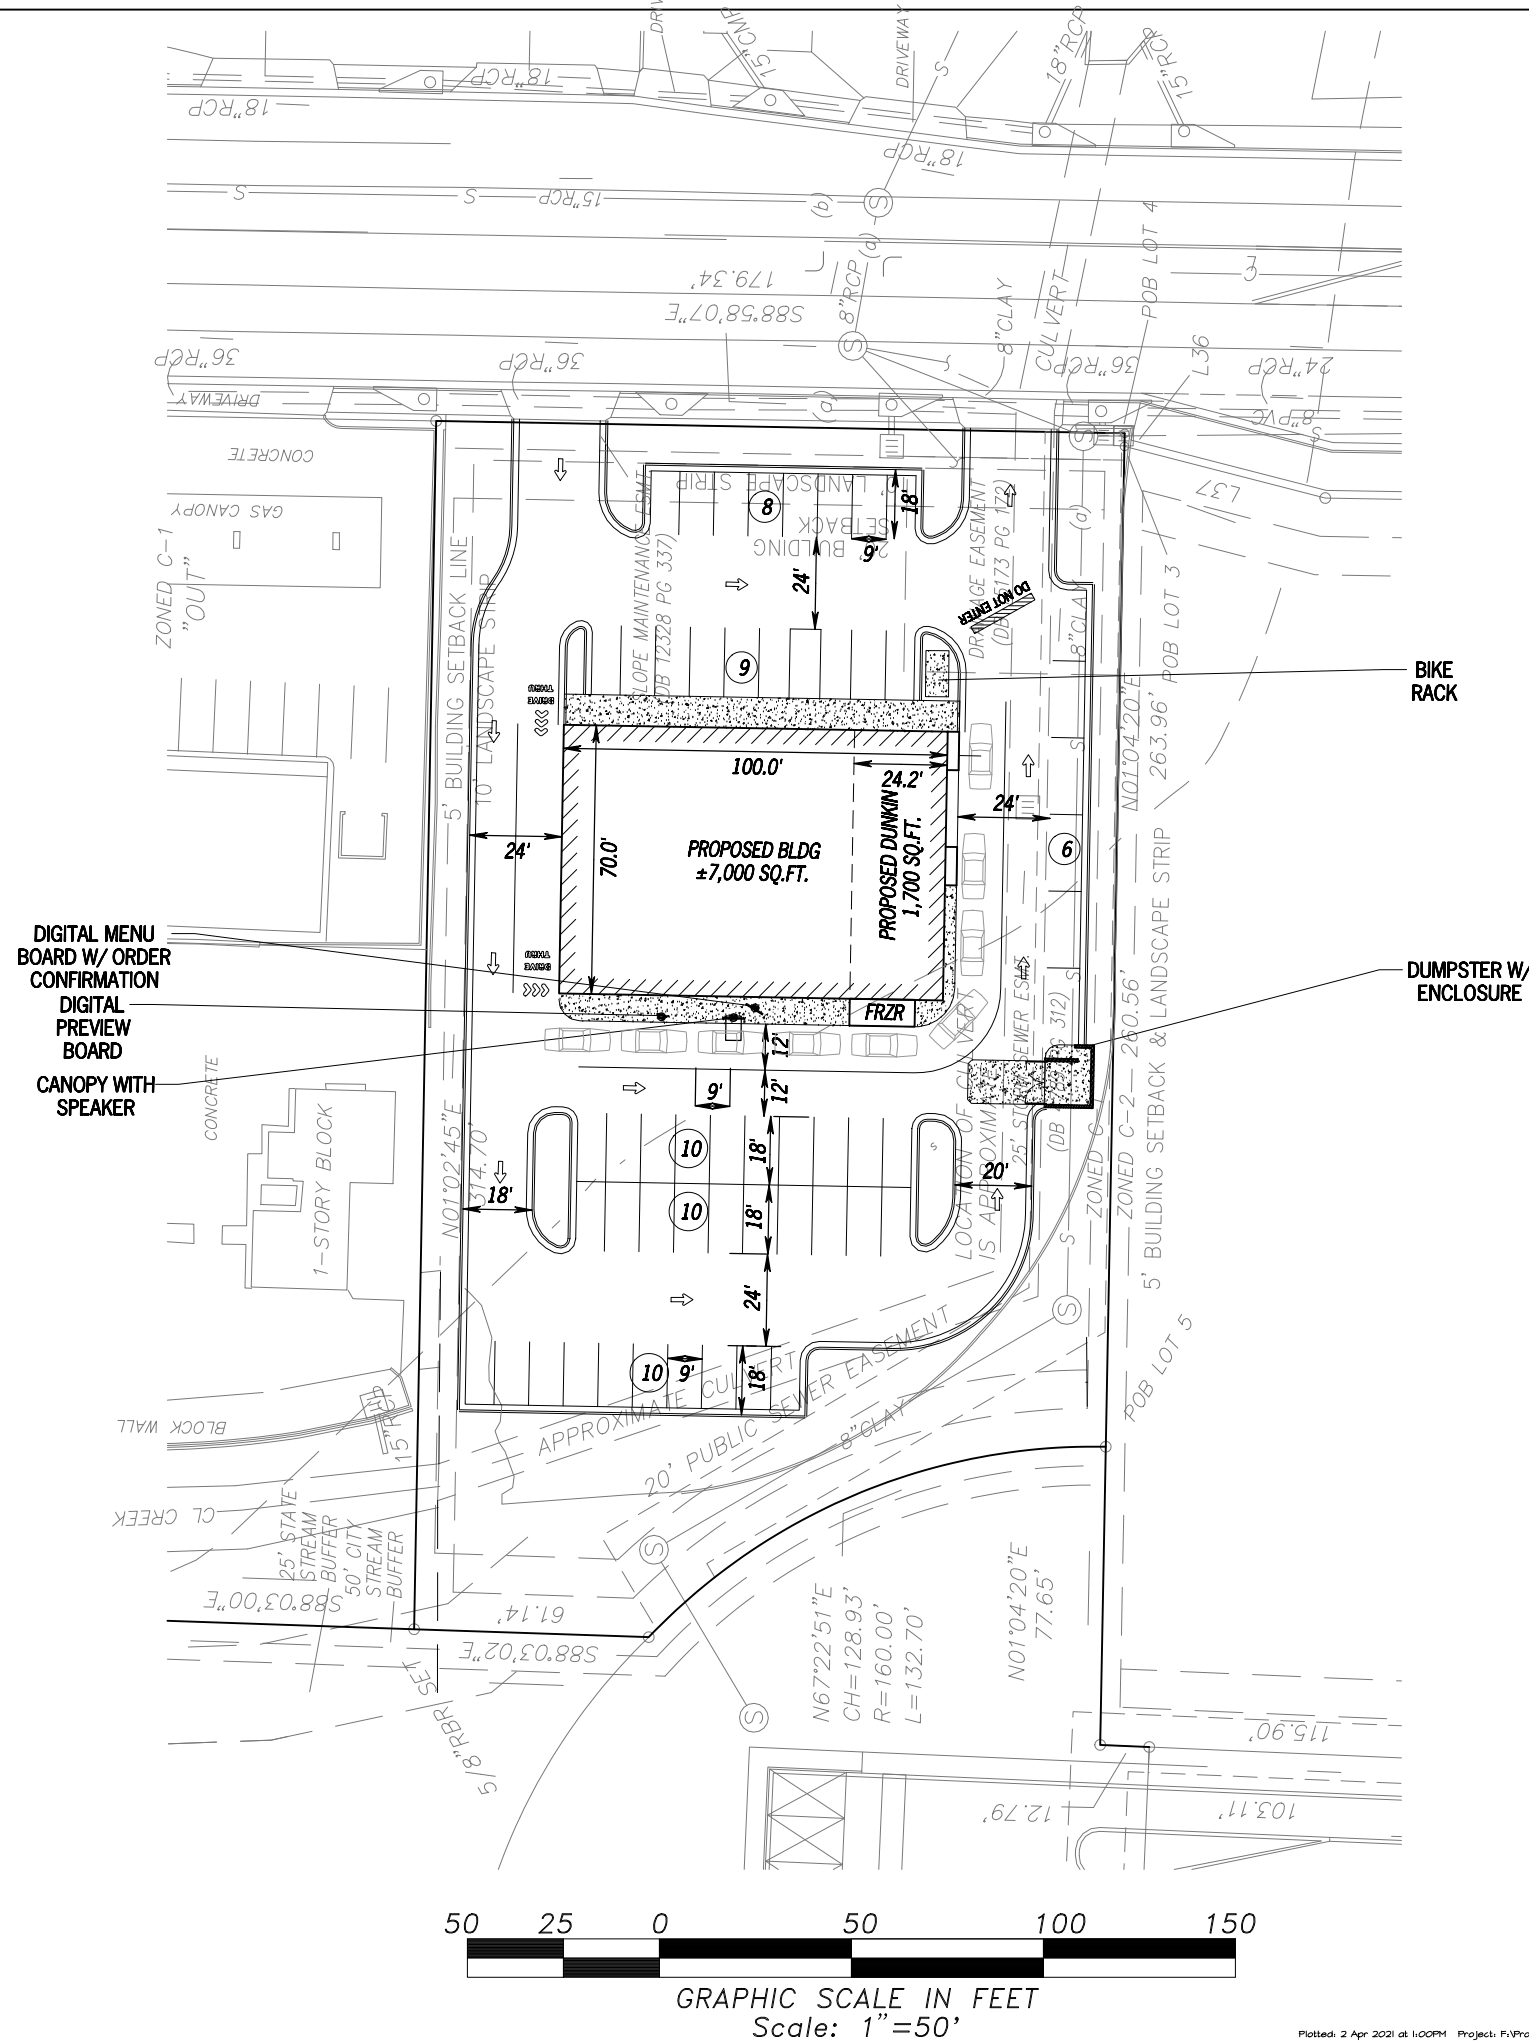 DRIVEWAY
15"CMP
18"RCP
15"RCP
18"RCP
18"RCP
18"RCP
S
S
S
15"RCP
(b)
S
(a)
8"RCP
179.34'
S88°58'07"E
8"CLAY
CULVERT
POB LOT 4
S
36"RCP
36"RCP
36"RCP
24"RCP
L36
DRIVEWAY
(a)
8"PVC
S
S
CONCRETE
GAS CANOPY
ZONED C-1
"OUT"
LANDSCAPE STRIP
BUILDING
SETBACK
8
18'
9'
24'
DRAINAGE EASEMENT
(a)
L37
SLOPE MAINTENANCE ESMT
(DB 12328 PG 337)
DO NOT ENTER
8"CLAY
POB LOT 3
5' BUILDING SETBACK LINE
10' LANDSCAPE STRIP
9
BIKE
RACK
DRIVE
THRU
N01°04'20"E
263.96'
S
100.0'
24.2'
24'
24'
70.0'
PROPOSED BLDG
±7,000 SQ.FT.
PROPOSED DUNKIN'
1,700 SQ.FT.
6
5' BUILDING SETBACK & LANDSCAPE STRIP
DIGITAL MENU
BOARD W/ ORDER
CONFIRMATION
DIGITAL
PREVIEW
BOARD
CANOPY WITH
SPEAKER
DRIVE
THRU
FRZR
DUMPSTER W/
ENCLOSURE
S
12'
12'
9'
CONCRETE
1-STORY BLOCK
N01°02'45"E
314.70'
10
10
18'
18'
18'
20'
LOCATION OF CULVERT
IS APPROXIMATE
ZONED C-2
260.56'
S
S
24'
10
9'
18'
APPROXIMATE CULVERT
20' PUBLIC SEWER EASEMENT
8"CLAY
POB LOT 5
BLOCK WALL
15"RCP
CL CREEK
25' STATE
STREAM
BUFFER
50' CITY
STREAM
BUFFER
S
S88°03'00"E
61.14'
S88°03'02"E
5/8"RBR SET
N67°22'51"E
CH=128.93'
R=160.00'
L=132.70'
N01°04'20"E
77.65'
S
115.90'
12.79'
103.11'
50 25 0 50 100 150
GRAPHIC SCALE IN FEET
Scale: 1"=50'
Plotted: 2 Apr 2021 at 1:00PM Project: F:\Pro